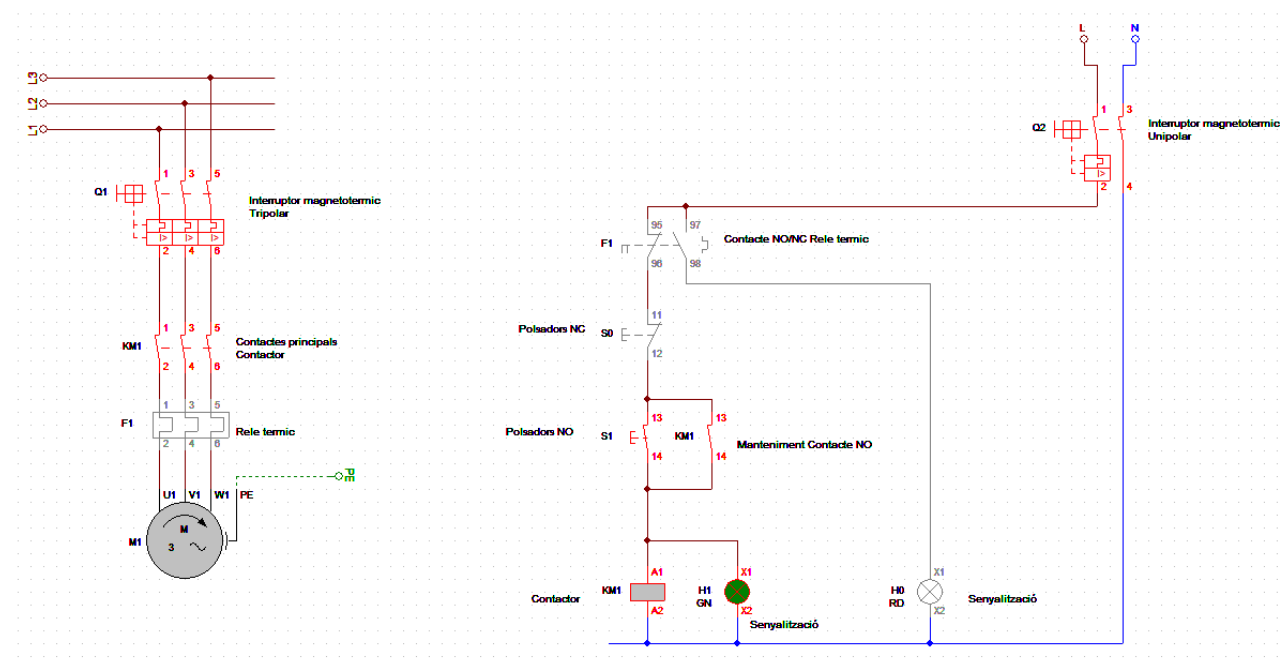 L3
L2
L1
1 3 5
Q1
Interruptor magnetotermic
Tripolar
I> I> I>
2 4 6
1 3 5
KM1
Contactes principals
Contactor
2 4 6
1 3 5
F1
Rele termic
2 4 6
PE
U1 V1 W1 PE
M1
M
3
L N
1 3
Q2
Interruptor magnetotermic
Unipolar
I>
2 4
95 97
F1
Contacte NO/NC Rele termic
96 98
11
Polsadors NC S0
12
13 13
Polsadors NO S1 KM1
Manteniment Contacte NO
14 14
A1 X1 X1
Contactor KM1 H1
GN
H0
RD
Senyalització
A2 X2 X2
Senyalització